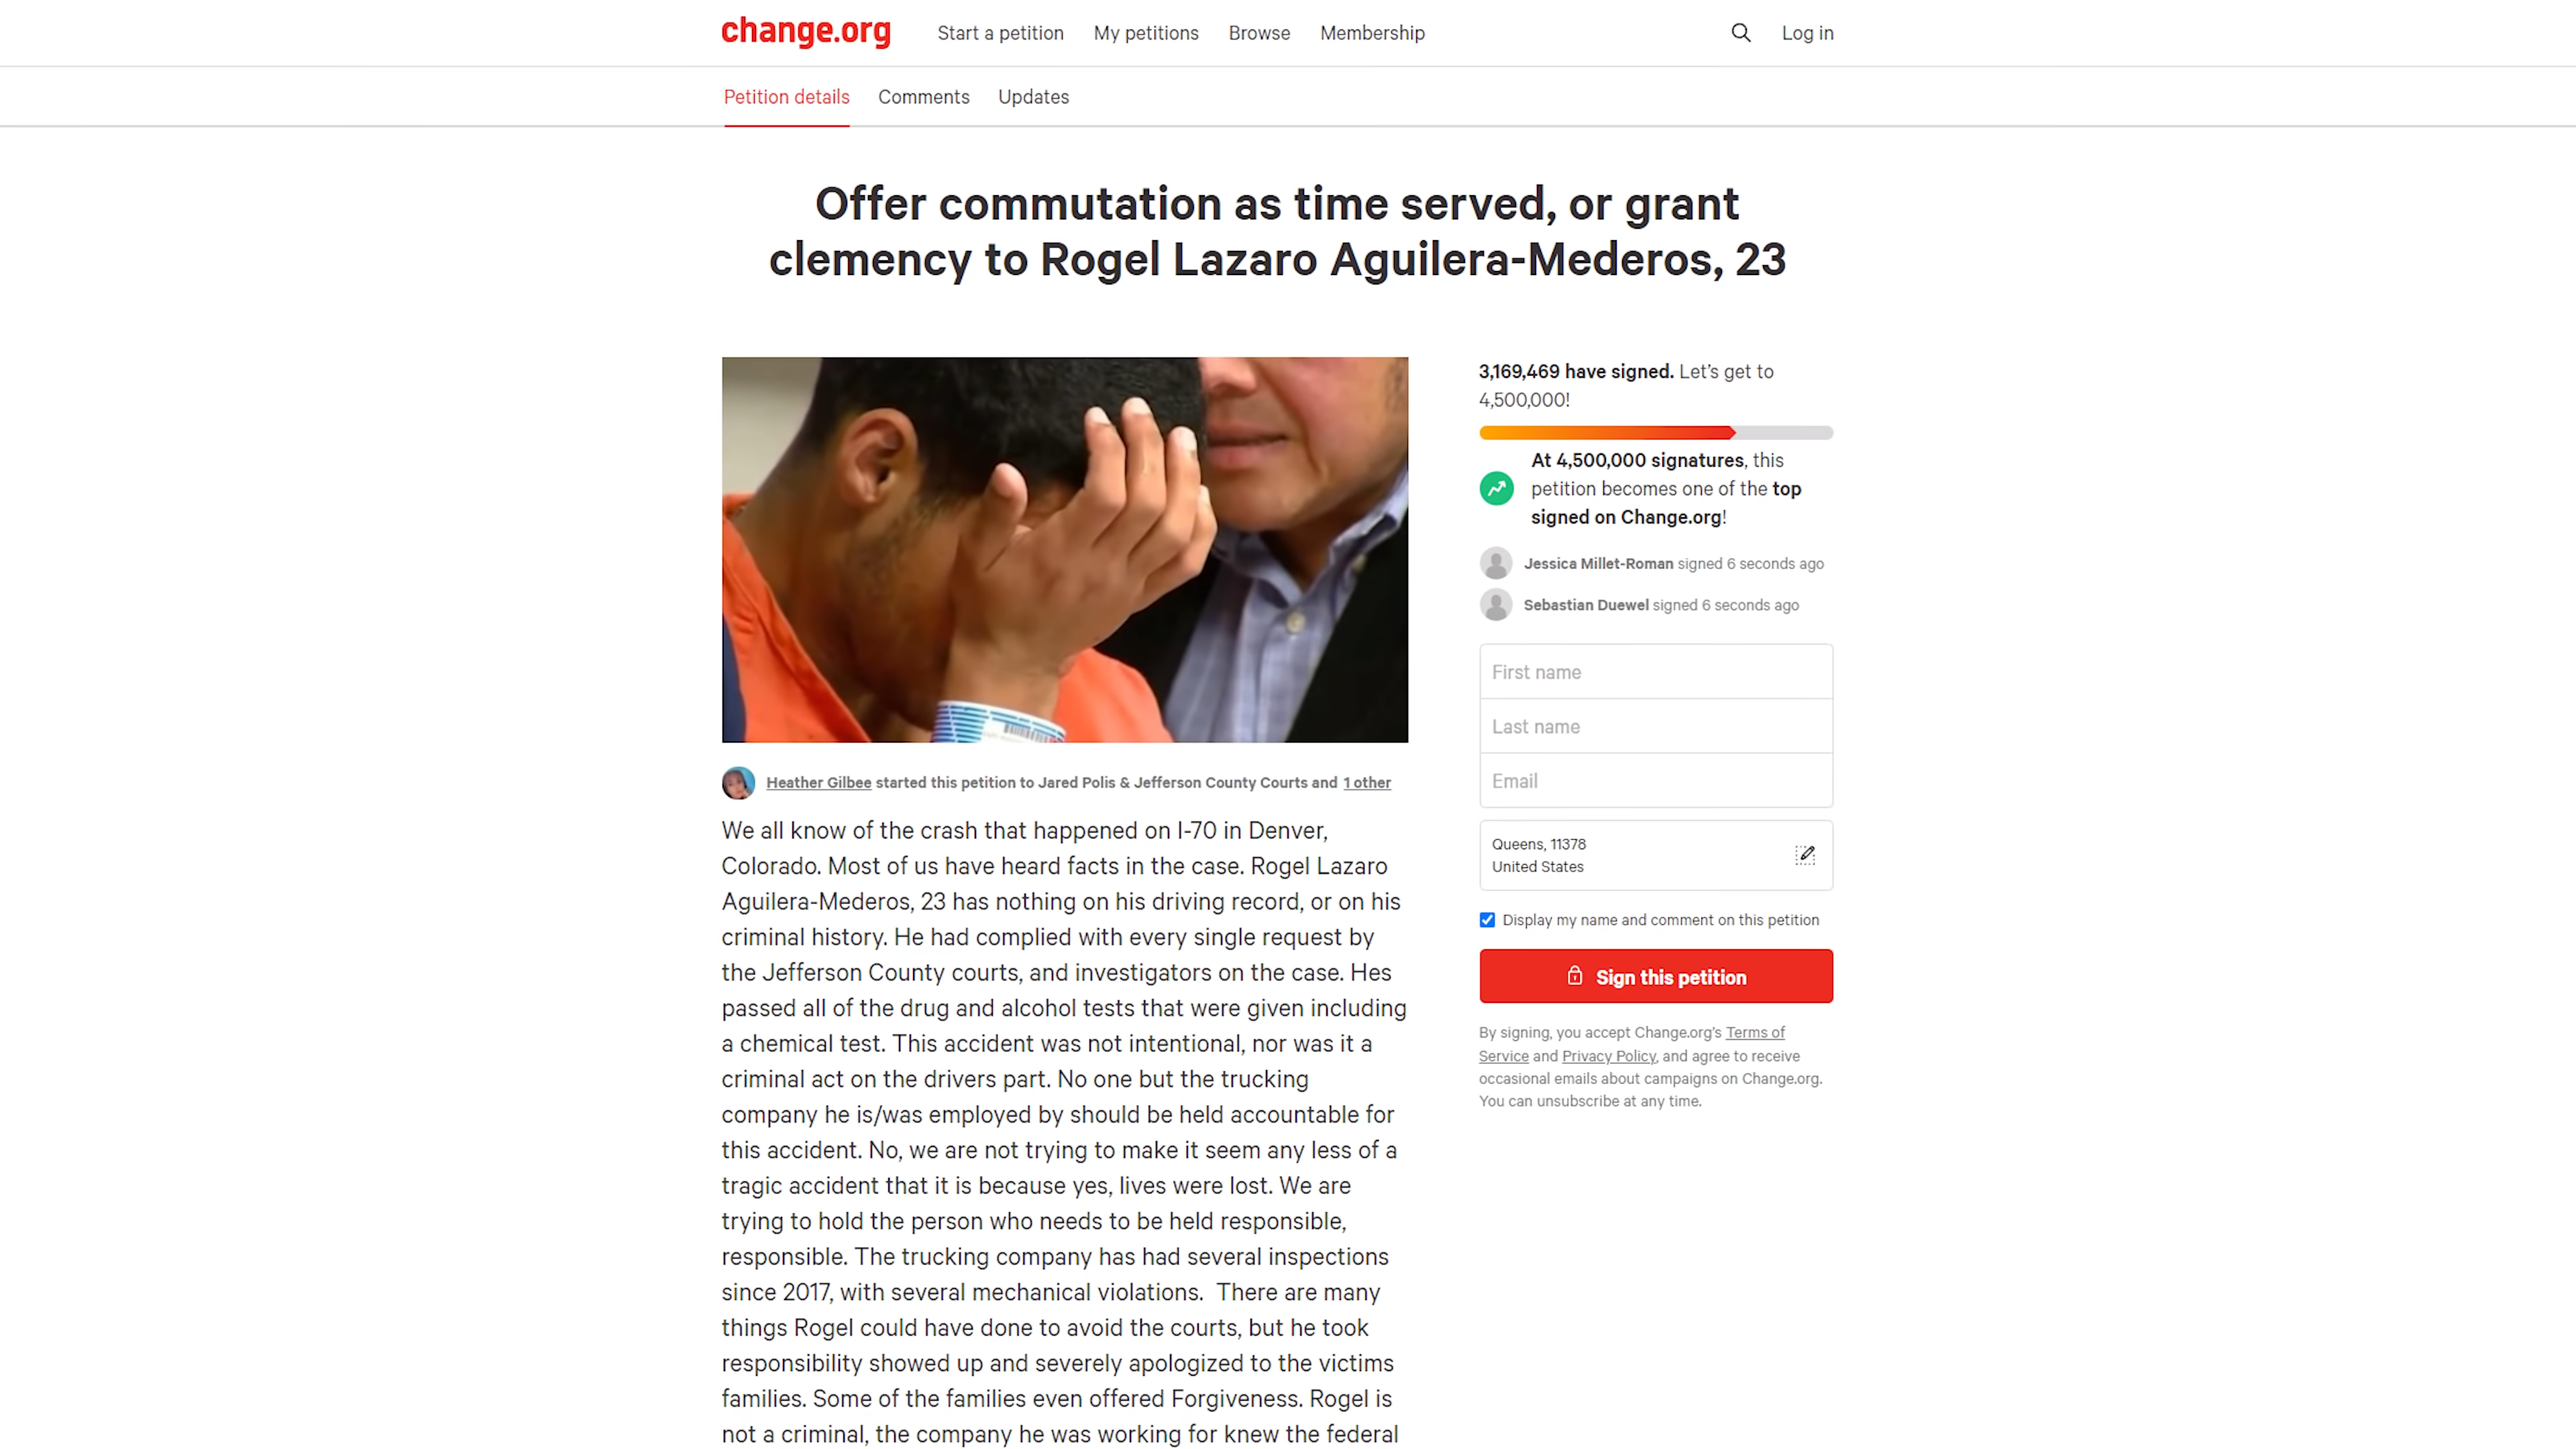 change.org
Start a petition
My petitions
Browse
Membership
Log in
Petition details
Comments
Updates
Offer commutation as time served, or grant
clemency to Rogel Lazaro Aguilera-Mederos, 23
Heather Gilbee started this petition to Jared Polis & Jefferson County Courts and 1 other
We all know of the crash that happened on I-70 in Denver,
Colorado. Most of us have heard facts in the case. Rogel Lazaro
Aguilera-Mederos, 23 has nothing on his driving record, or on his
criminal history. He had complied with every single request by
the Jefferson County courts, and investigators on the case. Hes
passed all of the drug and alcohol tests that were given including
a chemical test. This accident was not intentional, nor was it a
criminal act on the drivers part. No one but the trucking
company he is/was employed by should be held accountable for
this accident. No, we are not trying to make it seem any less of a
tragic accident that it is because yes, lives were lost. We are
trying to hold the person who needs to be held responsible,
responsible. The trucking company has had several inspections
since 2017, with several mechanical violations.  There are many
things Rogel could have done to avoid the courts, but he took
responsibility showed up and severely apologized to the victims
families. Some of the families even offered Forgiveness. Rogel is
not a criminal, the company he was working for knew the federal
3,169,469 have signed. Let's get to
4,500,000!
At 4,500,000 signatures, this
petition becomes one of the top
signed on Change.org!
Jessica Millet-Roman signed 6 seconds ago
Sebastian Duewel signed 6 seconds ago
First name
Last name
Email
Queens, 11378
United States
Display my name and comment on this petition
Sign this petition
By signing, you accept Change.org's Terms of
Service and Privacy Policy, and agree to receive
occasional emails about campaigns on Change.org.
You can unsubscribe at any time.